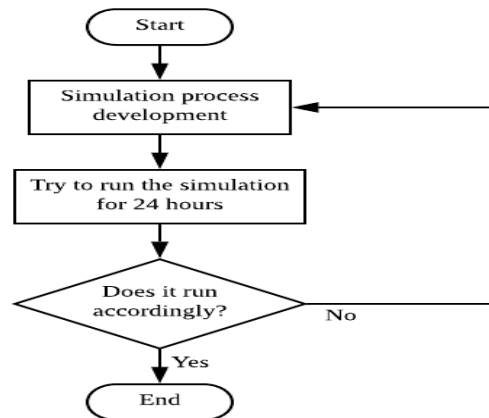 Start
Simulation process
development
Try to run the simulation
for 24 hours
Does it run
accordingly?
No
Yes
End